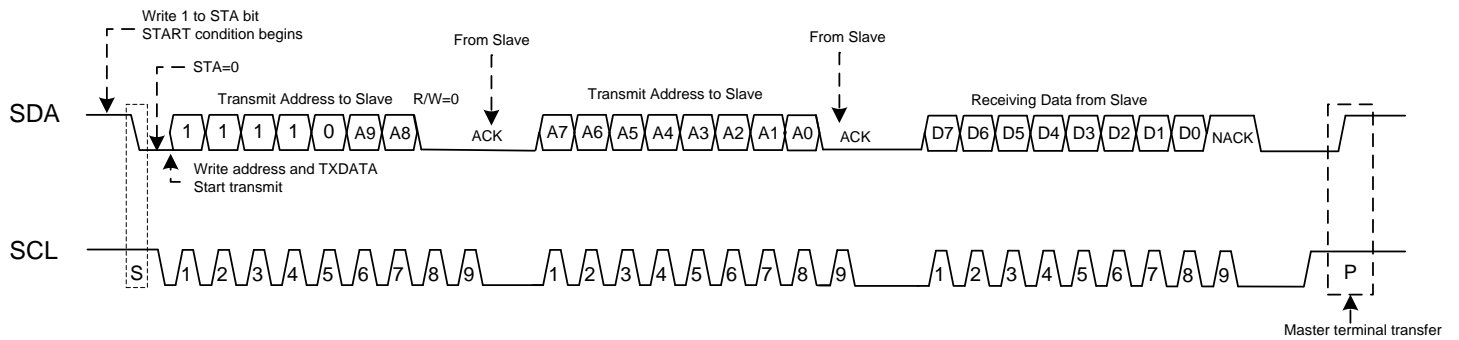 Write 1 to STA bit
START condition begins
STA=0
From Slave
From Slave
Transmit Address to Slave R/W=0
Transmit Address to Slave
Receiving Data from Slave
SDA
1 1 1 1 0 A9 A8 ACK A7 A6 A5 A4 A3 A2 A1 A0 ACK D7 D6 D5 D4 D3 D2 D1 D0 NACK
Write address and TXDATA
Start transmit
SCL
S 1 2 3 4 5 6 7 8 9 1 2 3 4 5 6 7 8 9 1 2 3 4 5 6 7 8 9 P
Master terminal transfer